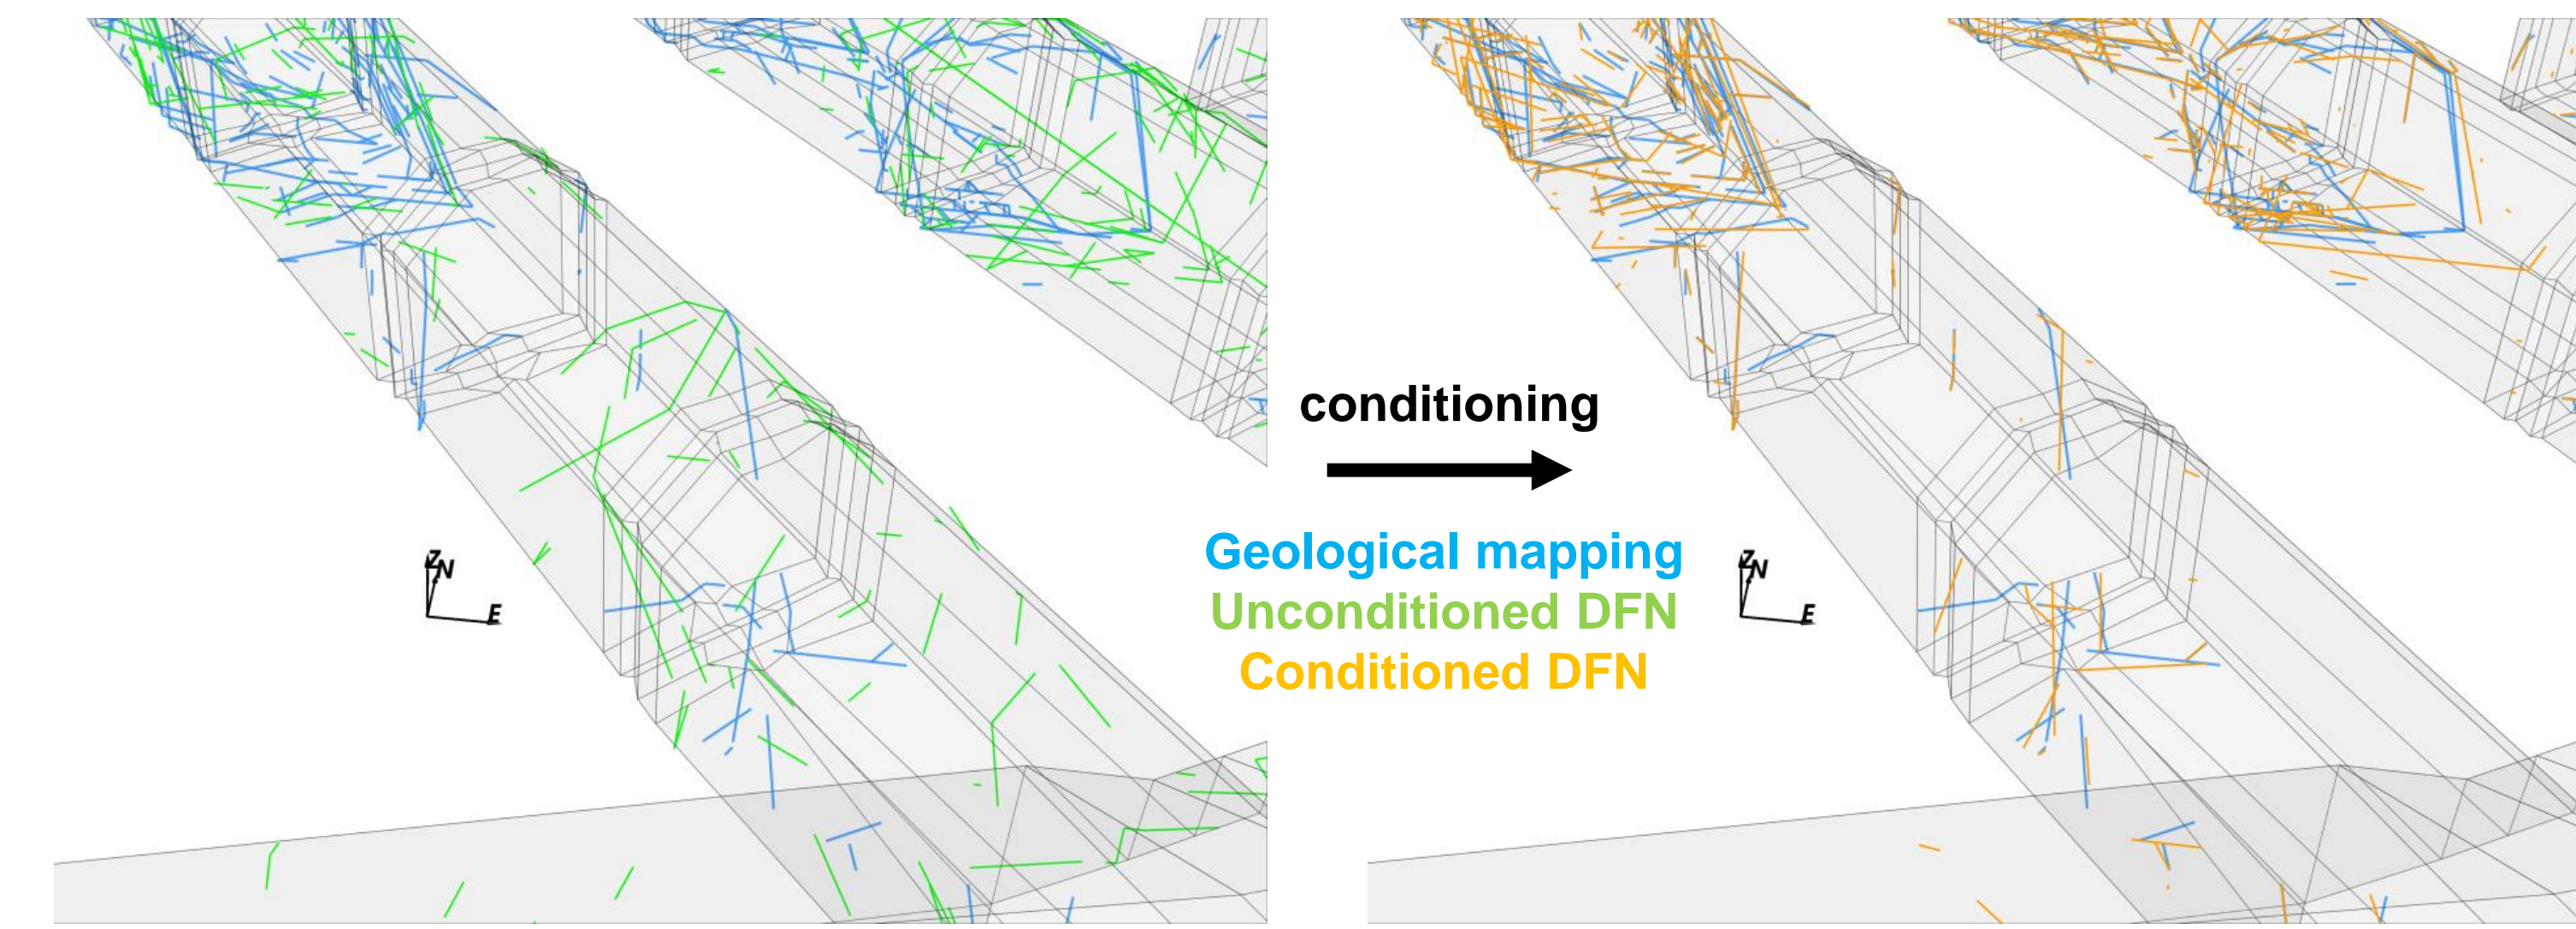 conditioning
Geological mapping
Unconditioned DFN
Conditioned DFN
Z
N
E
Z
N
E